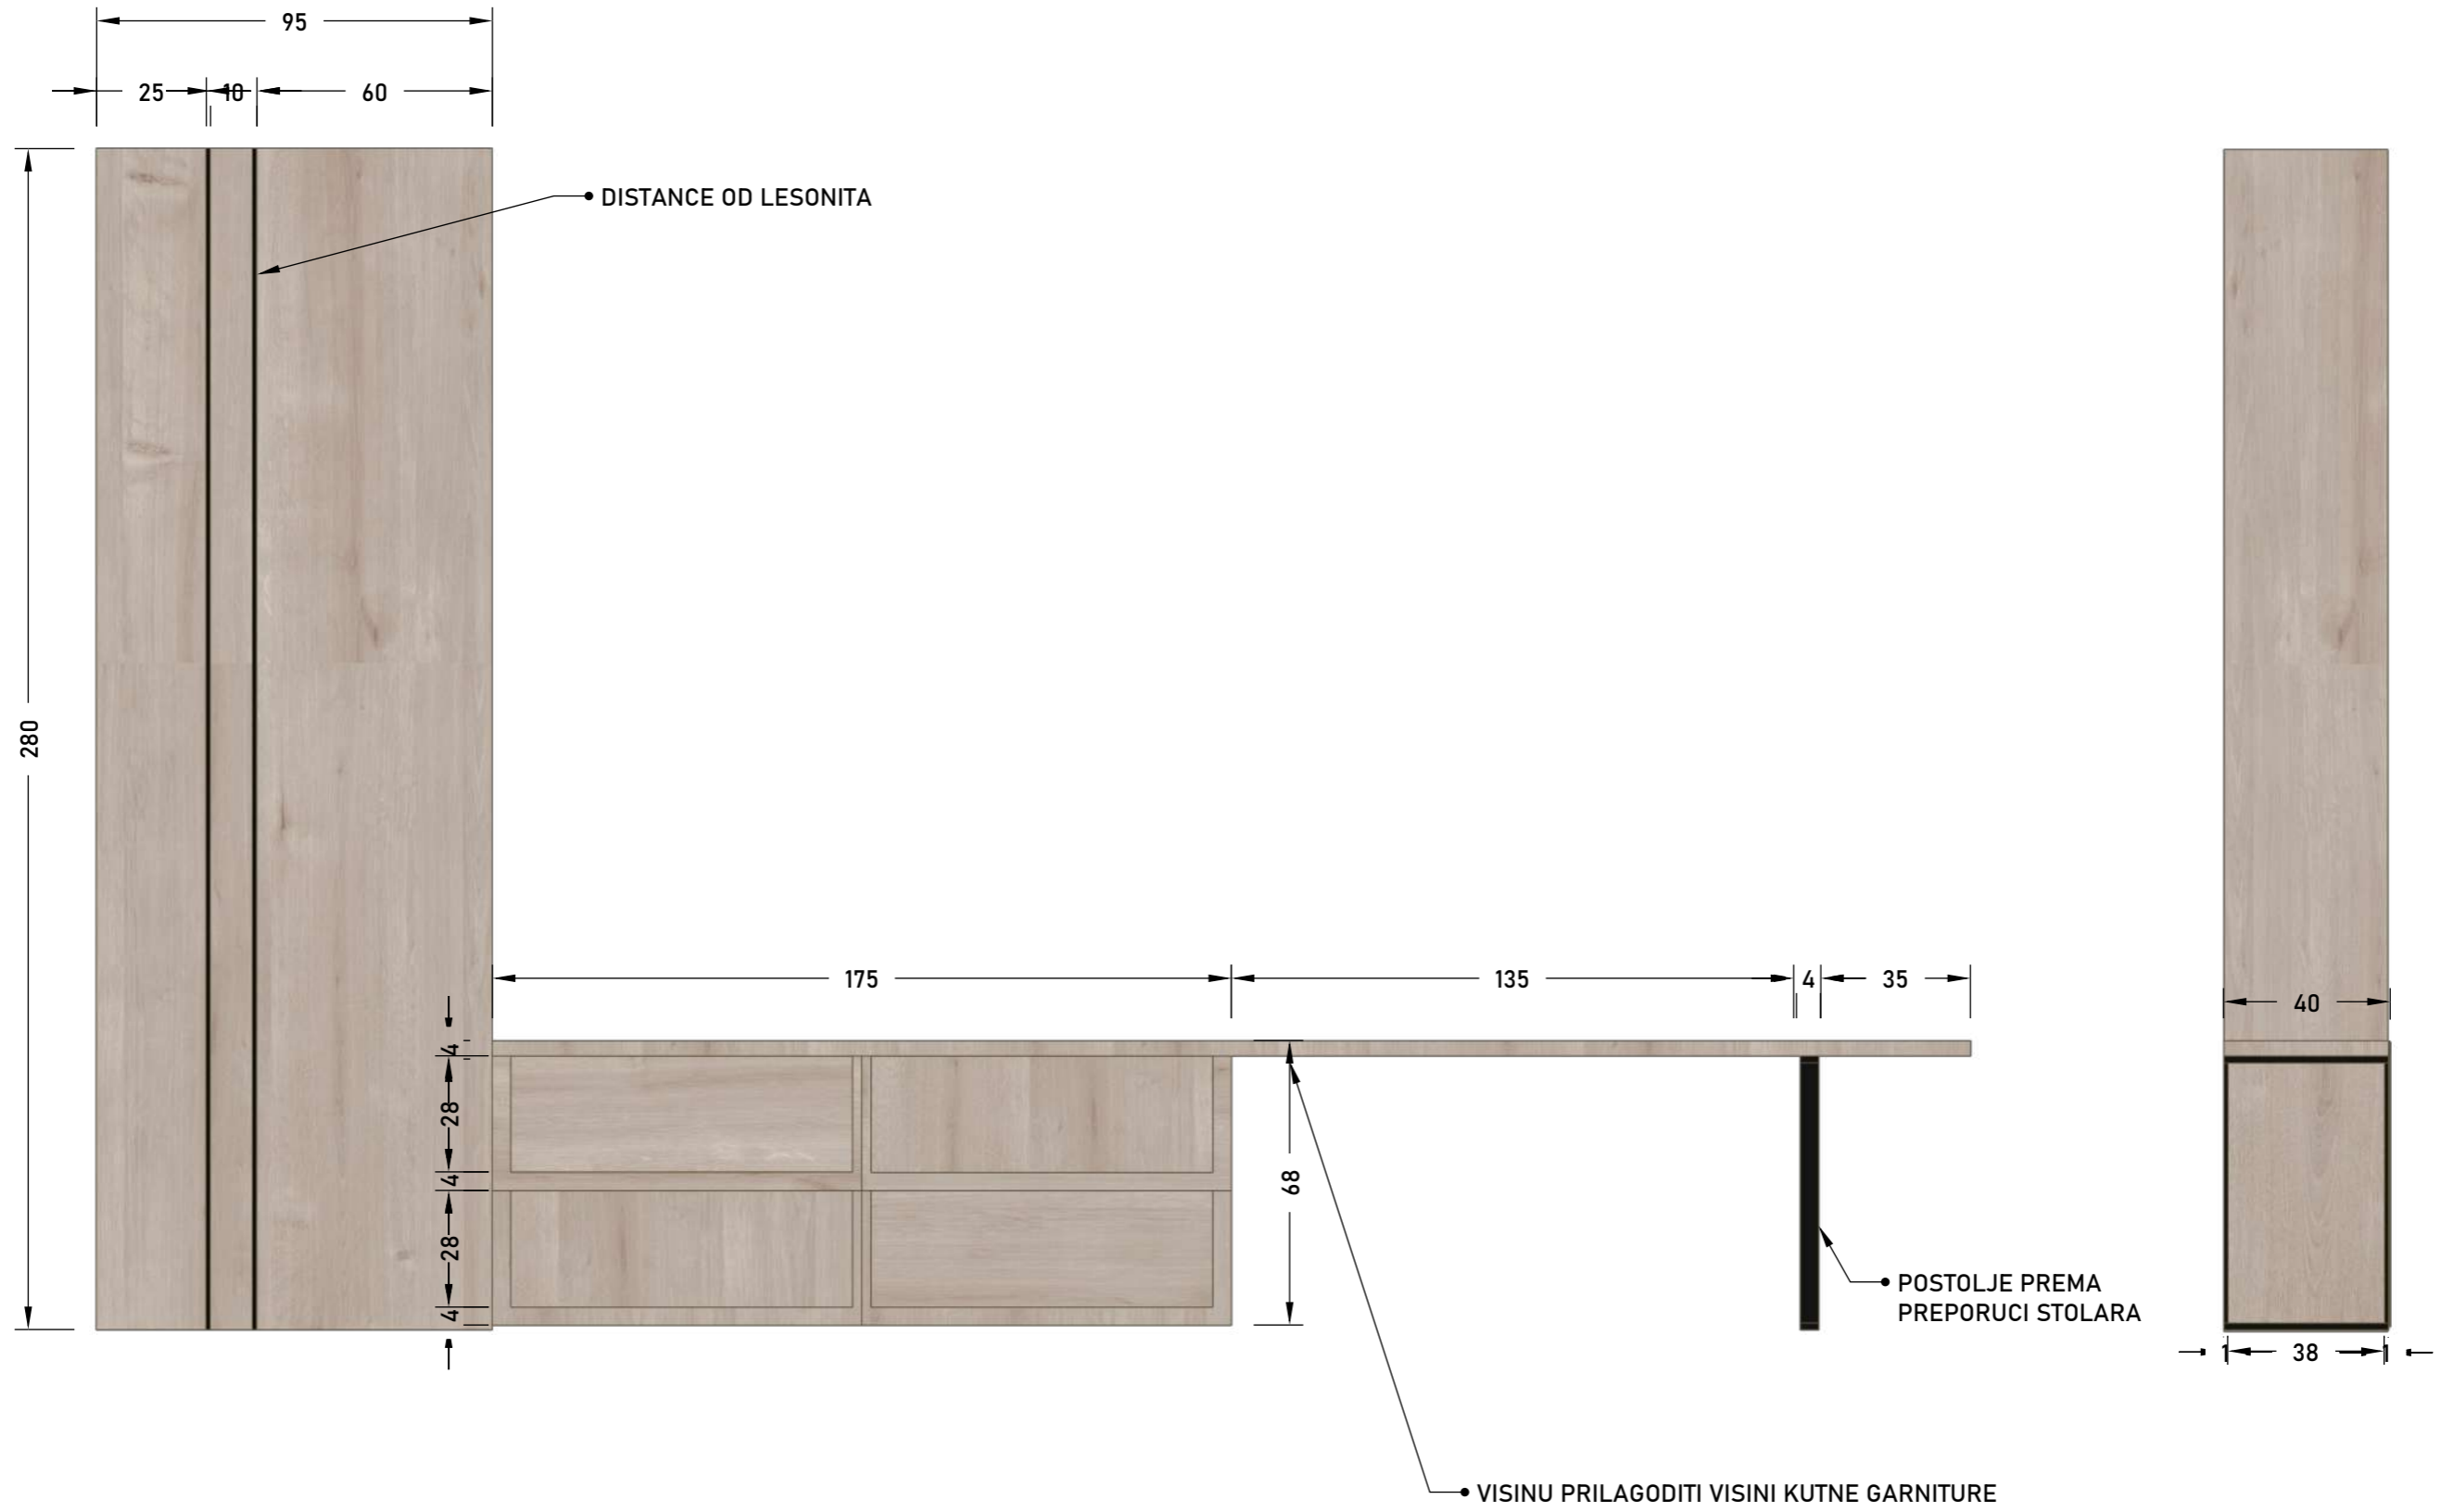 95
25 10 60
DISTANCE OD LESONITA
280
175 135 4 35
40
4
28
4
28
4
68
POSTOLJE PREMA
PREPORUCI STOLARA
1 38 1
VISINU PRILAGODITI VISINI KUTNE GARNITURE